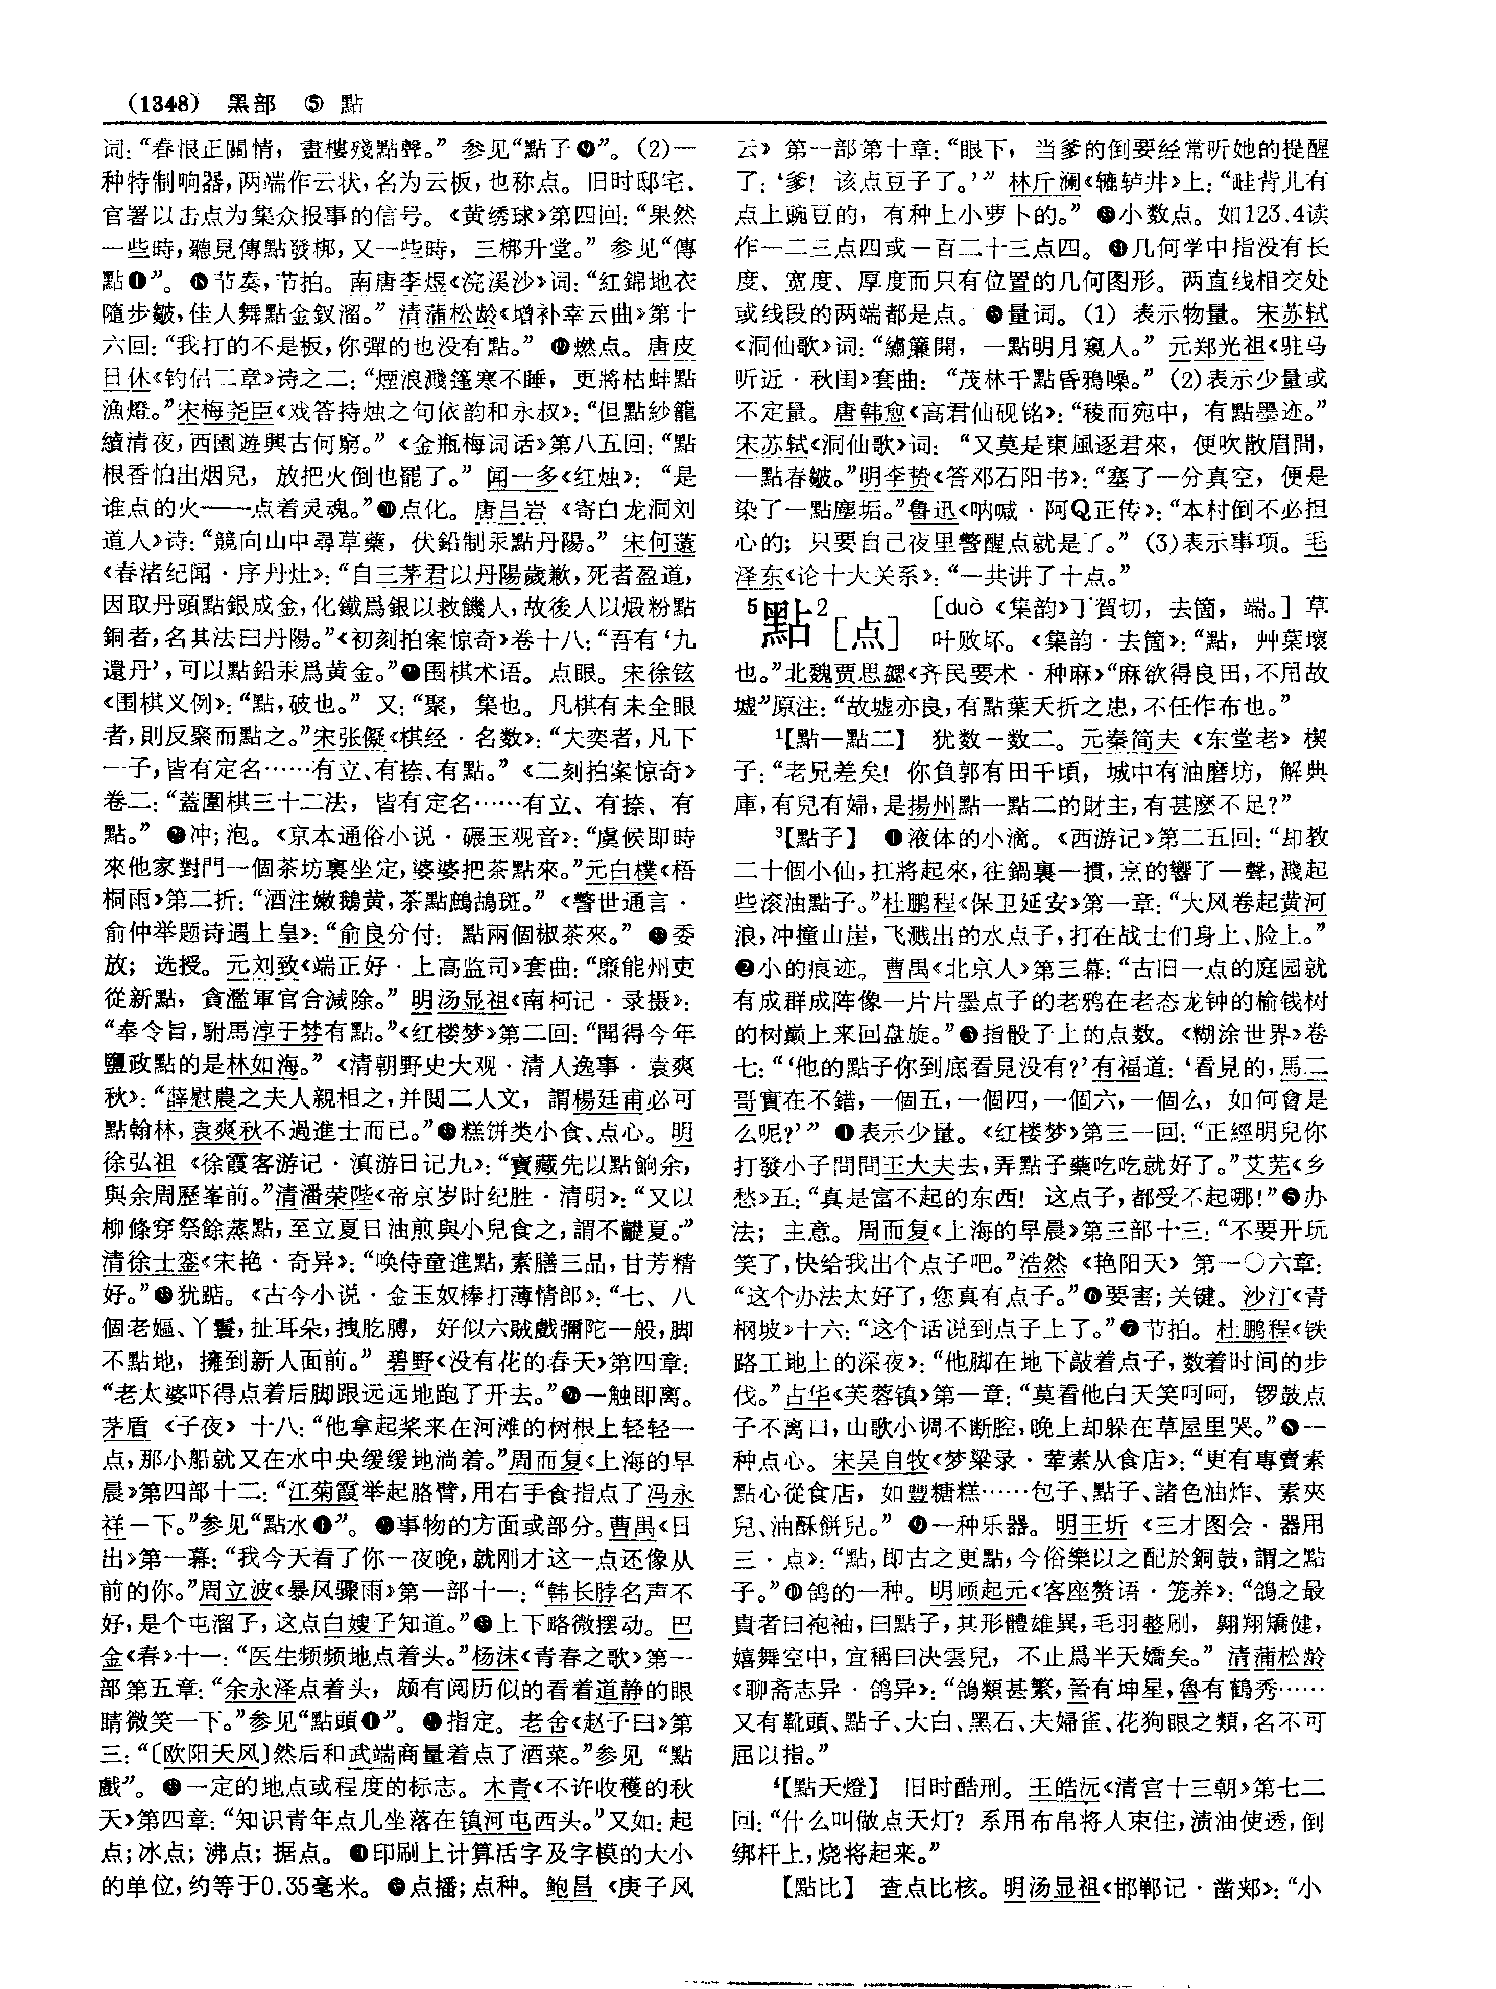 (1348) 黑部 ⑤ 點
词：“春恨正關情，畫樓殘點聲。”参见“點子❾”。(2)一
种特制响器，两端作云状，名为云板，也称点。旧时邸宅、
官署以击点为集众报事的信号。《黄绣球》第四回：“果然
一些時，聽見傳點發梆，又一些時，三梆升堂。”参见“傳
點❶”。 节奏，节拍。南唐李煜《浣溪沙》词：“紅錦地衣
隨步皺，佳人舞點金釵溜。”清蒲松龄《增补幸云曲》第十
六回：“我打的不是板，你彈的也没有點。” 燃点。唐皮
日休《钓侣二章》诗之二：“煙浪濺篷寒不睡，更將枯蚌點
漁燈。”宋梅尧臣《戏答持烛之句依韵和永叔》：“但點紗籠
續清夜，西園遊興古何窮。”《金瓶梅词话》第八五回：“點
根香怕出烟兒，放把火倒也罷了。”闻一多《红烛》：“是
谁点的火——点着灵魂。” 点化。唐吕岩《寄白龙洞刘
道人》诗：“競向山中尋草藥，伏鉛制汞點丹陽。”宋何薳
《春渚纪闻·序丹灶》：“自三茅君以丹陽歲歉，死者盈道，
因取丹頭點銀成金，化鐵爲銀以救饑人，故後人以煅粉點
銅者，名其法曰丹陽。”《初刻拍案惊奇》卷十八：“吾有‘九
還丹’，可以點鉛汞爲黄金。” 围棋术语。点眼。宋徐铉
《围棋义例》：“點，破也。”又：“聚，集也。凡棋有未全眼
者，則反聚而點之。”宋张儗《棋经·名数》：“大奕者，凡下
一子，皆有定名……有立、有捺、有點。”《二刻拍案惊奇》
卷二：“蓋圍棋三十二法，皆有定名……有立、有捺、有
點。” 冲；泡。《京本通俗小说·碾玉观音》：“虞候即時
來他家對門一個茶坊裏坐定，婆婆把茶點來。”元白樸《梧
桐雨》第二折：“酒注嫩鵝黄，茶點鷓鴣斑。”《警世通言·
俞仲举题诗遇上皇》：“俞良分付：點兩個椒茶來。” 委
放；选授。元刘致《端正好·上高监司》套曲：“廉能州吏
從新點，貪濫軍官合減除。”明汤显祖《南柯记·录摄》：
“奉令旨，駙馬淳于棼有點。”《红楼梦》第二回：“聞得今年
鹽政點的是林如海。”《清朝野史大观·清人逸事·袁爽
秋》：“薛慰農之夫人親相之，并閲二人文，謂楊廷甫必可
點翰林，袁爽秋不過進士而已。” 糕饼类小食、点心。明
徐弘祖《徐霞客游记·滇游日记九》：“寶藏先以點餉余，
與余周歷峯前。”清潘荣陛《帝京岁时纪胜·清明》：“又以
柳條穿祭餘蒸點，至立夏日油煎與小兒食之，謂不齼夏。”
清徐士銮《宋艳·奇异》：“唤侍童進點，素膳三品，甘芳精
好。” 犹踮。《古今小说·金玉奴棒打薄情郎》：“七、八
個老嫗、丫鬟，扯耳朵，拽肐膊，好似六賊戲彌陀一般，脚
不點地，擁到新人面前。”碧野《没有花的春天》第四章：
“老太婆吓得点着后脚跟远远地跑了开去。” 一触即离。
茅盾《子夜》十八：“他拿起桨来在河滩的树根上轻轻一
点，那小船就又在水中央缓缓地淌着。”周而复《上海的早
晨》第四部十二：“江菊霞举起胳臂，用右手食指点了冯永
祥一下。”参见“點水❶”。 事物的方面或部分。曹禺《日
出》第一幕：“我今天看了你一夜晚，就刚才这一点还像从
前的你。”周立波《暴风骤雨》第一部十一：“韩长脖名声不
好，是个屯溜子，这点白嫂子知道。” 上下略微摆动。巴
金《春》十一：“医生频频地点着头。”杨沫《青春之歌》第一
部第五章：“余永泽点着头，颇有阅历似的看着道静的眼
睛微笑一下。”参见“點頭❶”。 指定。老舍《赵子曰》第
三：“〔欧阳天风〕然后和武端商量着点了酒菜。”参见“點
戲”。 一定的地点或程度的标志。木青《不许收穫的秋
天》第四章：“知识青年点儿坐落在镇河屯西头。”又如：起
点；冰点；沸点；据点。 印刷上计算活字及字模的大小
的单位，约等于0.35毫米。 点播；点种。鲍昌《庚子风
云》第一部第十章：“眼下，当爹的倒要经常听她的提醒
了：‘爹！该点豆子了。’”林斤澜《辘轳井》上：“畦背儿有
点上豌豆的，有种上小萝卜的。” 小数点。如123.4读
作一二三点四或一百二十三点四。 几何学中指没有长
度、宽度、厚度而只有位置的几何图形。两直线相交处
或线段的两端都是点。 量词。(1)表示物量。宋苏轼
《洞仙歌》词：“繡簾開，一點明月窺人。”元郑光祖《驻马
听近·秋闺》套曲：“茂林千點昏鴉噪。”(2)表示少量或
不定量。唐韩愈《高君仙砚铭》：“稜而宛中，有點墨迹。”
宋苏轼《洞仙歌》词：“又莫是東風逐君來，便吹散眉間，
一點春皺。”明李贽《答邓石阳书》：“塞了一分真空，便是
染了一點塵垢。”鲁迅《呐喊·阿Q正传》：“本村倒不必担
心的；只要自己夜里警醒点就是了。”(3)表示事项。毛
泽东《论十大关系》：“一共讲了十点。”
5點2[点] [duò《集韵》丁賀切，去箇，端。]草
叶败坏。《集韵·去箇》：“點，艸葉壞
也。”北魏贾思勰《齐民要术·种麻》“麻欲得良田，不用故
墟”原注：“故墟亦良，有點葉夭折之患，不任作布也。”
1【點一點二】 犹数一数二。元秦简夫《东堂老》楔
子：“老兄差矣！你負郭有田千頃，城中有油磨坊，解典
庫，有兒有婦，是揚州點一點二的財主，有甚麽不足？”
3【點子】 ❶液体的小滴。《西游记》第二五回：“却教
二十個小仙，扛將起來，往鍋裏一摜，烹的響了一聲，濺起
些滚油點子。”杜鹏程《保卫延安》第一章：“大风卷起黄河
浪，冲撞山崖，飞溅出的水点子，打在战士们身上、脸上。”
❷小的痕迹。曹禺《北京人》第三幕：“古旧一点的庭园就
有成群成阵像一片片墨点子的老鸦在老态龙钟的榆钱树
的树巅上来回盘旋。”❸指骰子上的点数。《糊涂世界》卷
七：“‘他的點子你到底看見没有？’有福道：‘看見的，馬二
哥實在不錯，一個五，一個四，一個六，一個么，如何會是
么呢？’” ❹表示少量。《红楼梦》第三一回：“正經明兒你
打發小子問問王大夫去，弄點子藥吃吃就好了。”艾芜《乡
愁》五：“真是富不起的东西！这点子，都受不起哪！”❺办
法；主意。周而复《上海的早晨》第三部十三：“不要开玩
笑了，快给我出个点子吧。”浩然《艳阳天》第一〇六章：
“这个办法太好了，您真有点子。”❻要害；关键。沙汀《青
㭎坡》十六：“这个话说到点子上了。”❼节拍。杜鹏程《铁
路工地上的深夜》：“他脚在地下敲着点子，数着时间的步
伐。”古华《芙蓉镇》第一章：“莫看他白天笑呵呵，锣鼓点
子不离口，山歌小调不断腔，晚上却躲在草屋里哭。”❽一
种点心。宋吴自牧《梦粱录·荤素从食店》：“更有專賣素
點心從食店，如豐糖糕……包子、點子、諸色油炸、素夾
兒、油酥餅兒。” ❾一种乐器。明王圻《三才图会·器用
三·点》：“點，即古之更點，今俗樂以之配於銅鼓，謂之點
子。”❿鸽的一种。明顾起元《客座赘语·笼养》：“鴿之最
貴者曰袍袖，曰點子，其形體雄異，毛羽整刷，翱翔矯健，
嬉舞空中，宜稱曰决雲兒，不止爲半天嬌矣。”清蒲松龄
《聊斋志异·鸽异》：“鴿類甚繁，晋有坤星，魯有鶴秀……
又有靴頭、點子、大白、黑石、夫婦雀、花狗眼之類，名不可
屈以指。”
4【點天燈】 旧时酷刑。王皓沅《清宫十三朝》第七二
回：“什么叫做点天灯？系用布帛将人束住，渍油使透，倒
绑杆上，烧将起来。”
【點比】 查点比核。明汤显祖《邯郸记·凿郏》：“小